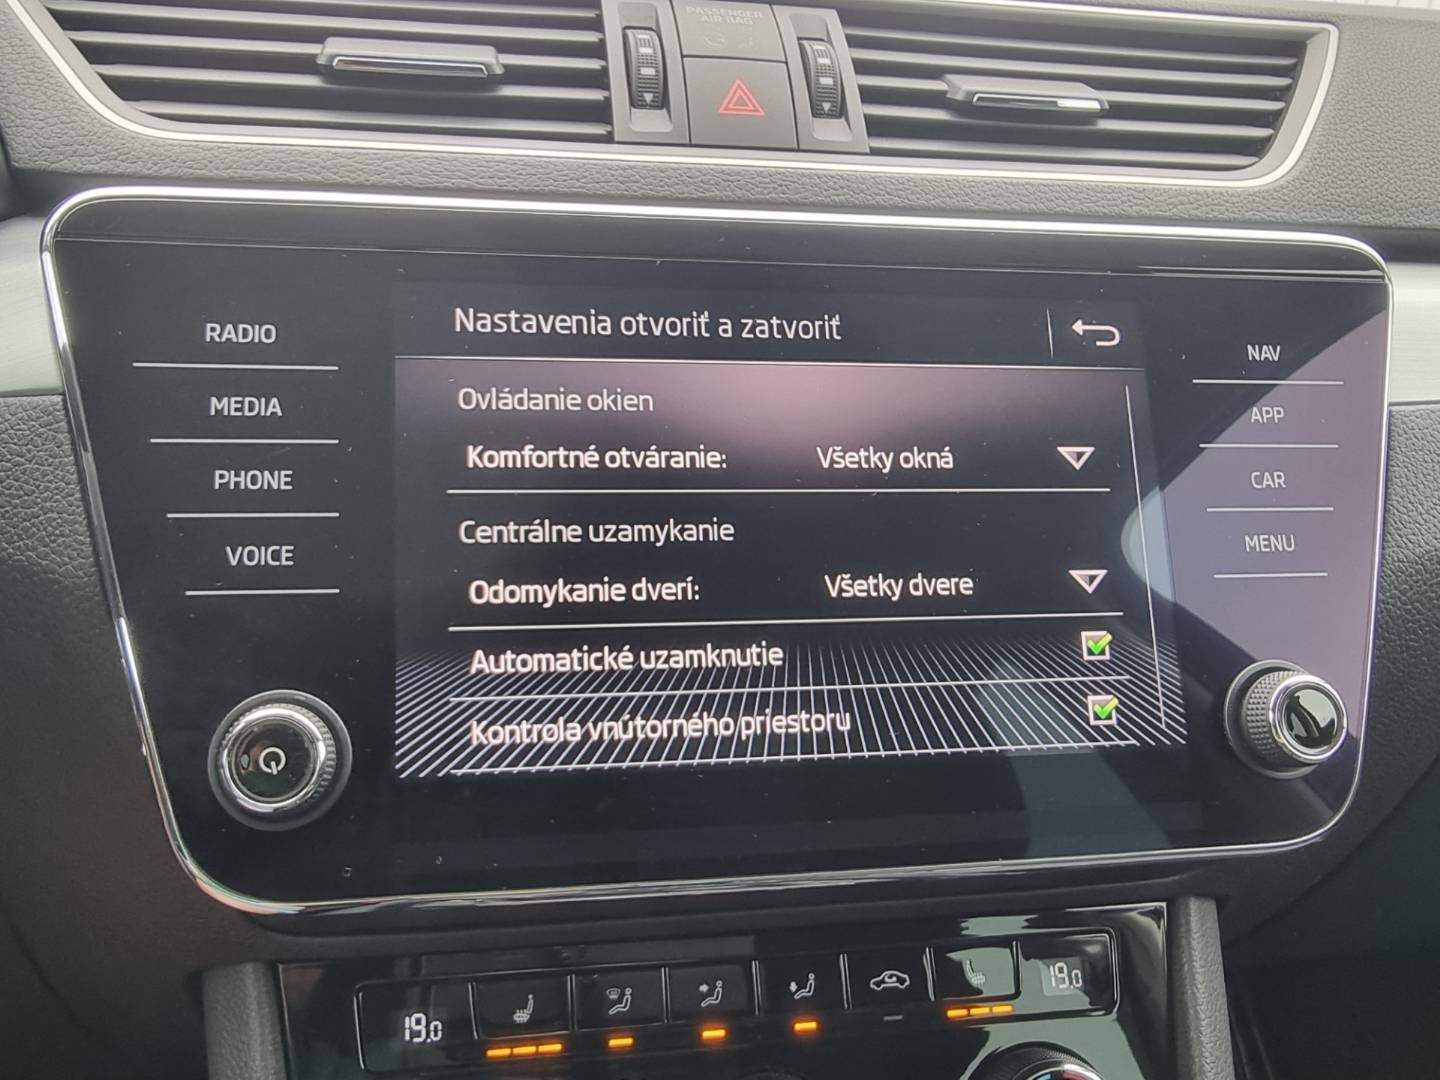 PASSENGER
AIR BAG
RADIO
MEDIA
PHONE
VOICE
Nastavenia otvoriť a zatvoriť
Ovládanie okien
Komfortné otváranie: Všetky okná
Centrálne uzamykanie
Odomykanie dverí: Všetky dvere
Automatické uzamknutie
Kontrola vnútorného priestoru
NAV
APP
CAR
MENU
19.0
19.0